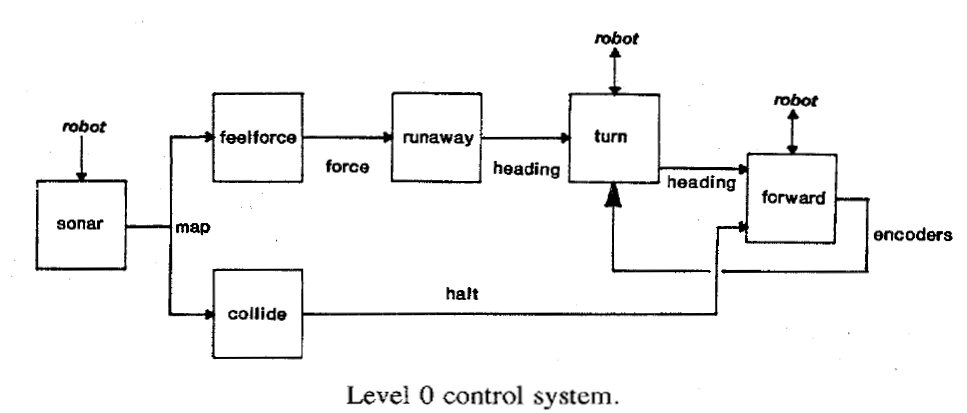 robot
robot
robot
feelforce
runaway
turn
force
heading
heading
forward
sonar
map
encoders
collide
halt
Level 0 control system.